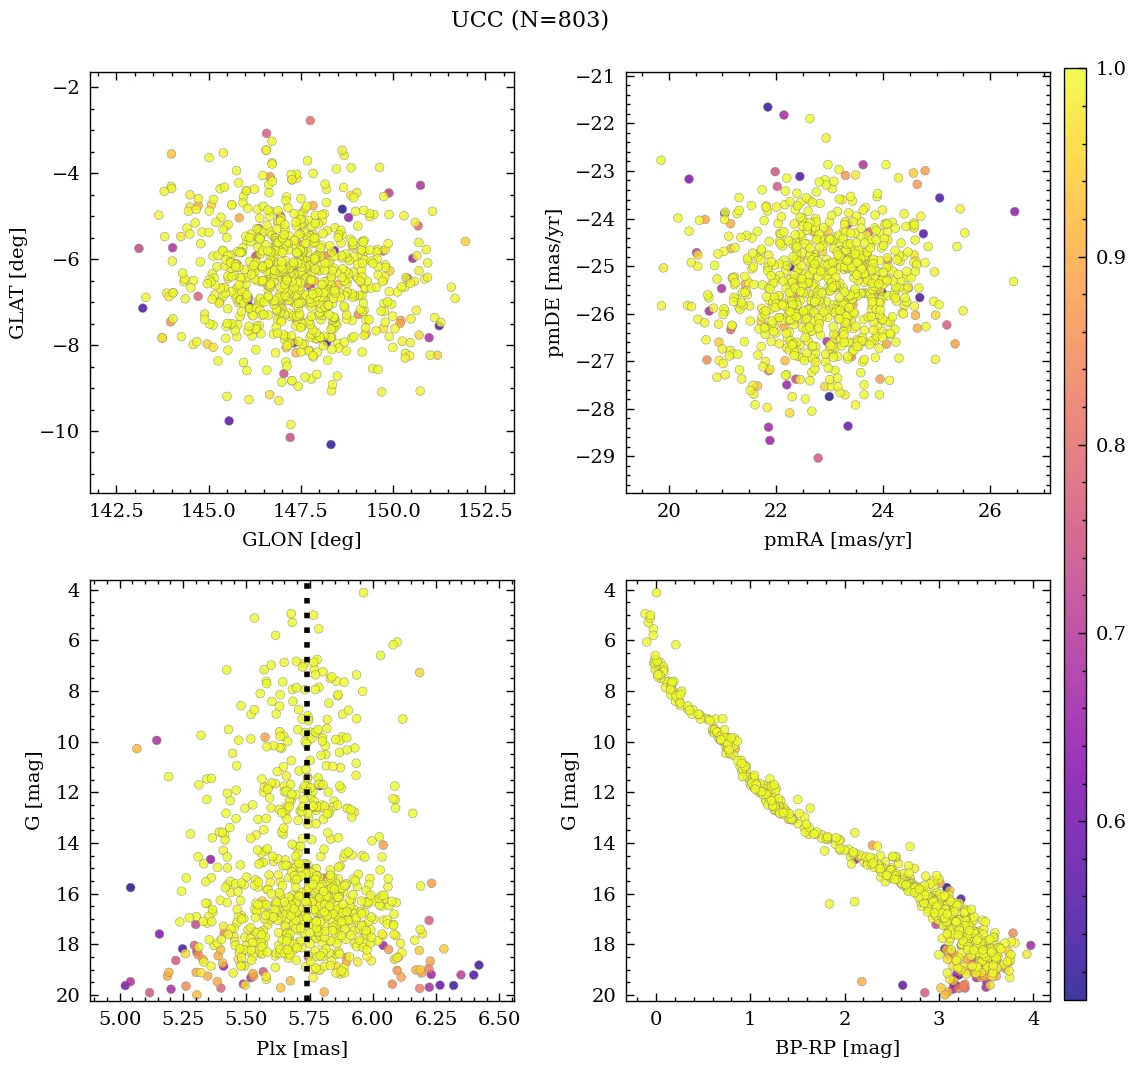 UCC (N=803)
−2
−4
−6
−8
−10
GLAT [deg]
142.5 145.0 147.5 150.0 152.5
GLON [deg]
−21
−22
−23
−24
−25
−26
−27
−28
−29
pmDE [mas/yr]
20 22 24 26
pmRA [mas/yr]
1.0
0.9
0.8
0.7
0.6
4
6
8
10
12
14
16
18
20
G [mag]
5.00 5.25 5.50 5.75 6.00 6.25 6.50
Plx [mas]
4
6
8
10
12
14
16
18
20
G [mag]
0 1 2 3 4
BP-RP [mag]